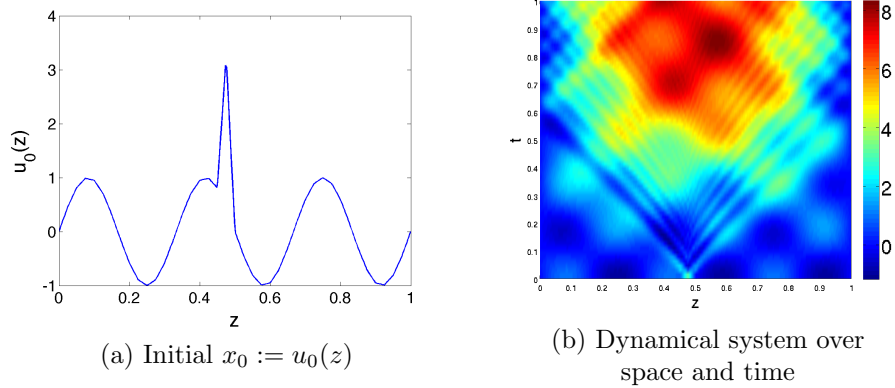 4
3
2
1
0
-1
u₀(z)
0 0.2 0.4 0.6 0.8 1
z
(a) Initial x₀ := u₀(z)
1
0.9
0.8
0.7
0.6
0.5
0.4
0.3
0.2
0.1
0
t
0 0.1 0.2 0.3 0.4 0.5 0.6 0.7 0.8 0.9 1
z
8
6
4
2
0
(b) Dynamical system over
space and time